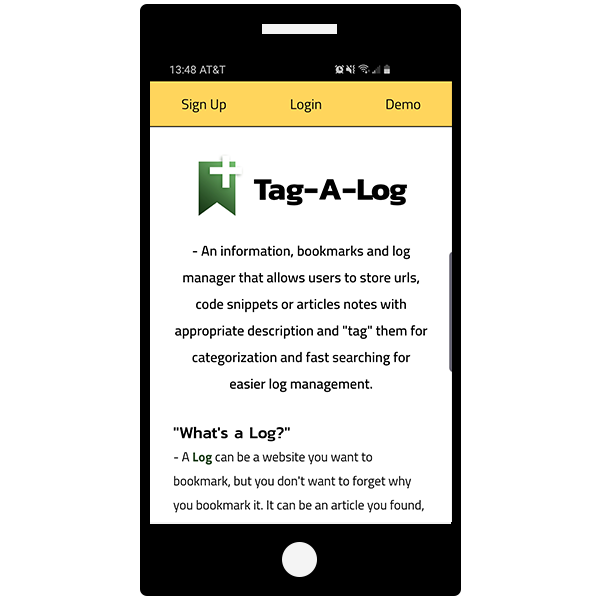 13:48 AT&T
Sign Up Login Demo
Tag-A-Log
- An information, bookmarks and log
manager that allows users to store urls,
code snippets or articles notes with
appropriate description and "tag" them for
categorization and fast searching for
easier log management.
"What's a Log?"
- A Log can be a website you want to
bookmark, but you don't want to forget why
you bookmark it. It can be an article you found,